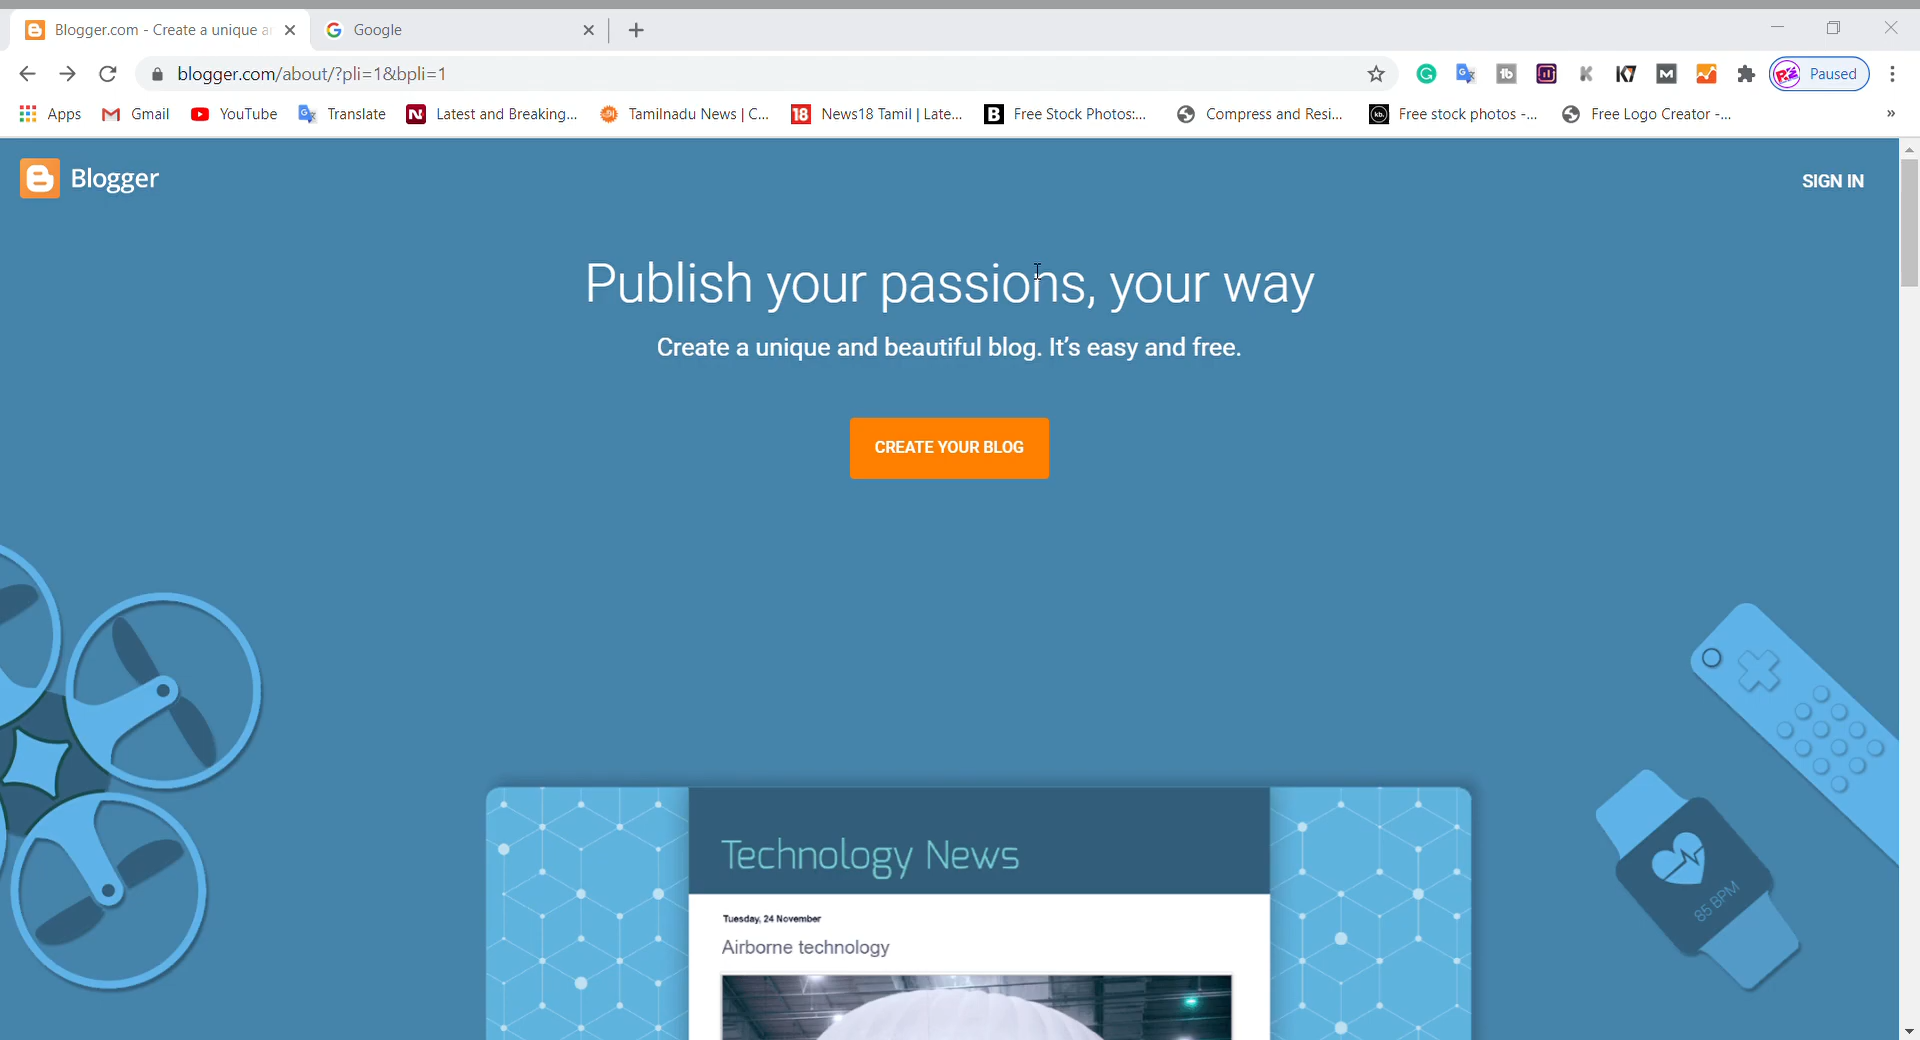 Blogger.com - Create a unique a
Google
blogger.com/about/?pli=1&bpli=1
Paused
Apps
Gmail
YouTube
Translate
Latest and Breaking...
Tamilnadu News | C...
18
News18 Tamil | Late...
Free Stock Photos:...
Compress and Resi...
kb.
Free stock photos -...
Free Logo Creator -...
»
Blogger
SIGN IN
Publish your passions, your way
Create a unique and beautiful blog. It's easy and free.
CREATE YOUR BLOG
Technology News
Tuesday, 24 November
Airborne technology
85 BPM